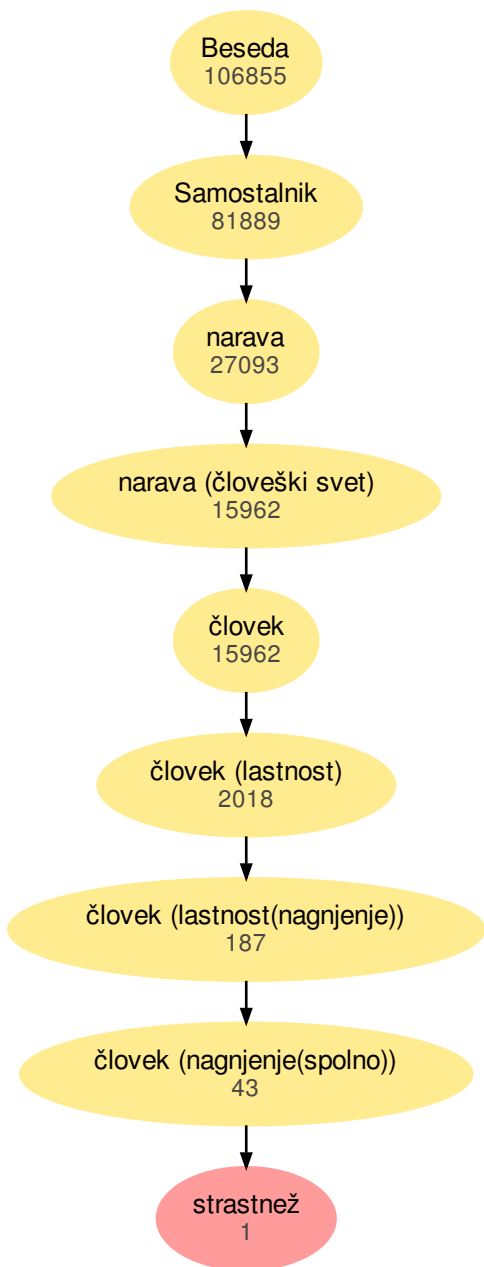 Beseda
106855
Samostalnik
81889
narava
27093
narava (človeški svet)
15962
človek
15962
človek (lastnost)
2018
človek (lastnost(nagnjenje))
187
človek (nagnjenje(spolno))
43
strastnež
1